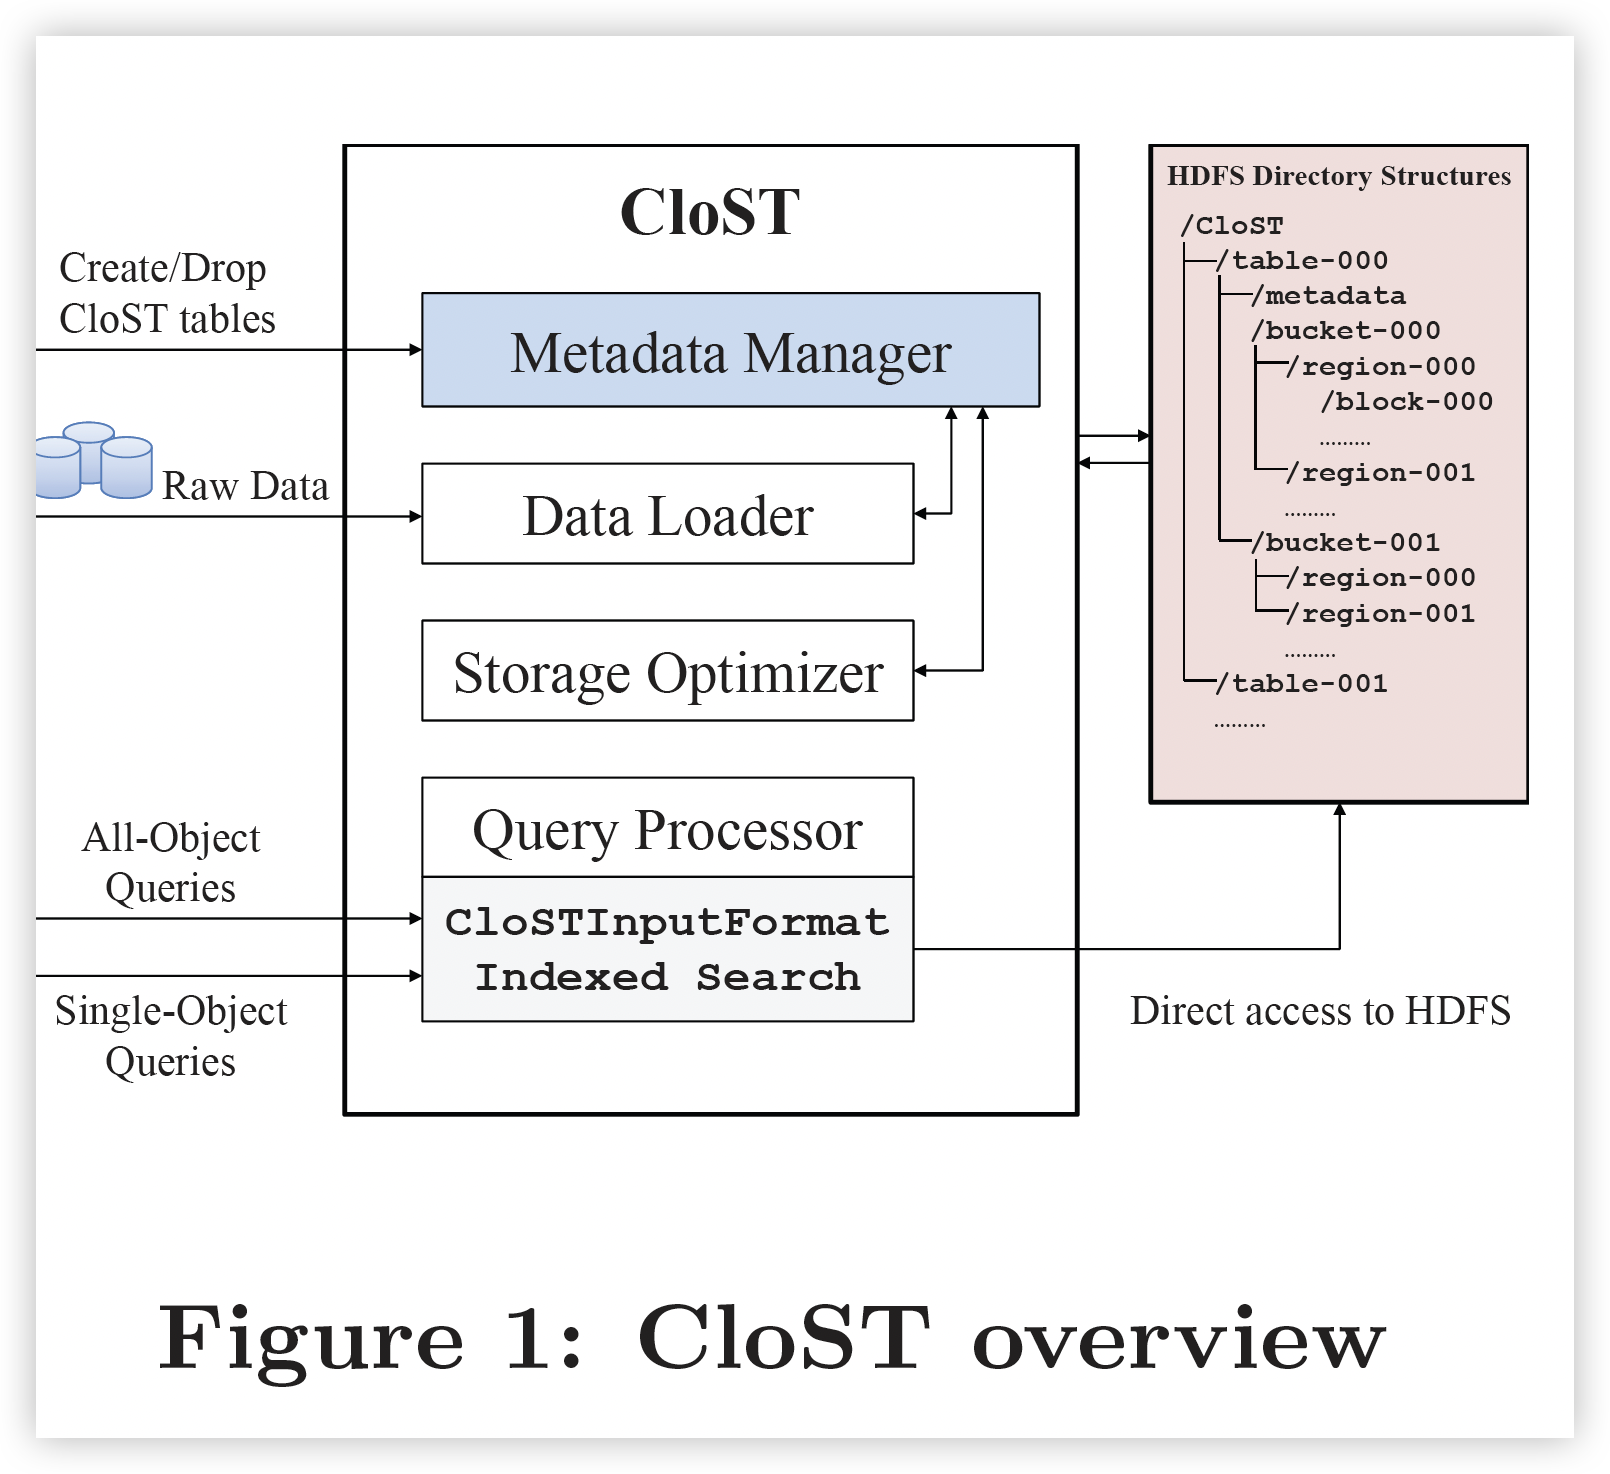 CloST
Create/Drop
CloST tables
Metadata Manager
Raw Data
Data Loader
Storage Optimizer
All-Object
Queries
Query Processor
CloSTInputFormat
Indexed Search
Single-Object
Queries
HDFS Directory Structures
/CloST
/table-000
/metadata
/bucket-000
/region-000
/block-000
.........
/region-001
.........
/bucket-001
/region-000
/region-001
.........
/table-001
.........
Direct access to HDFS
Figure 1: CloST overview